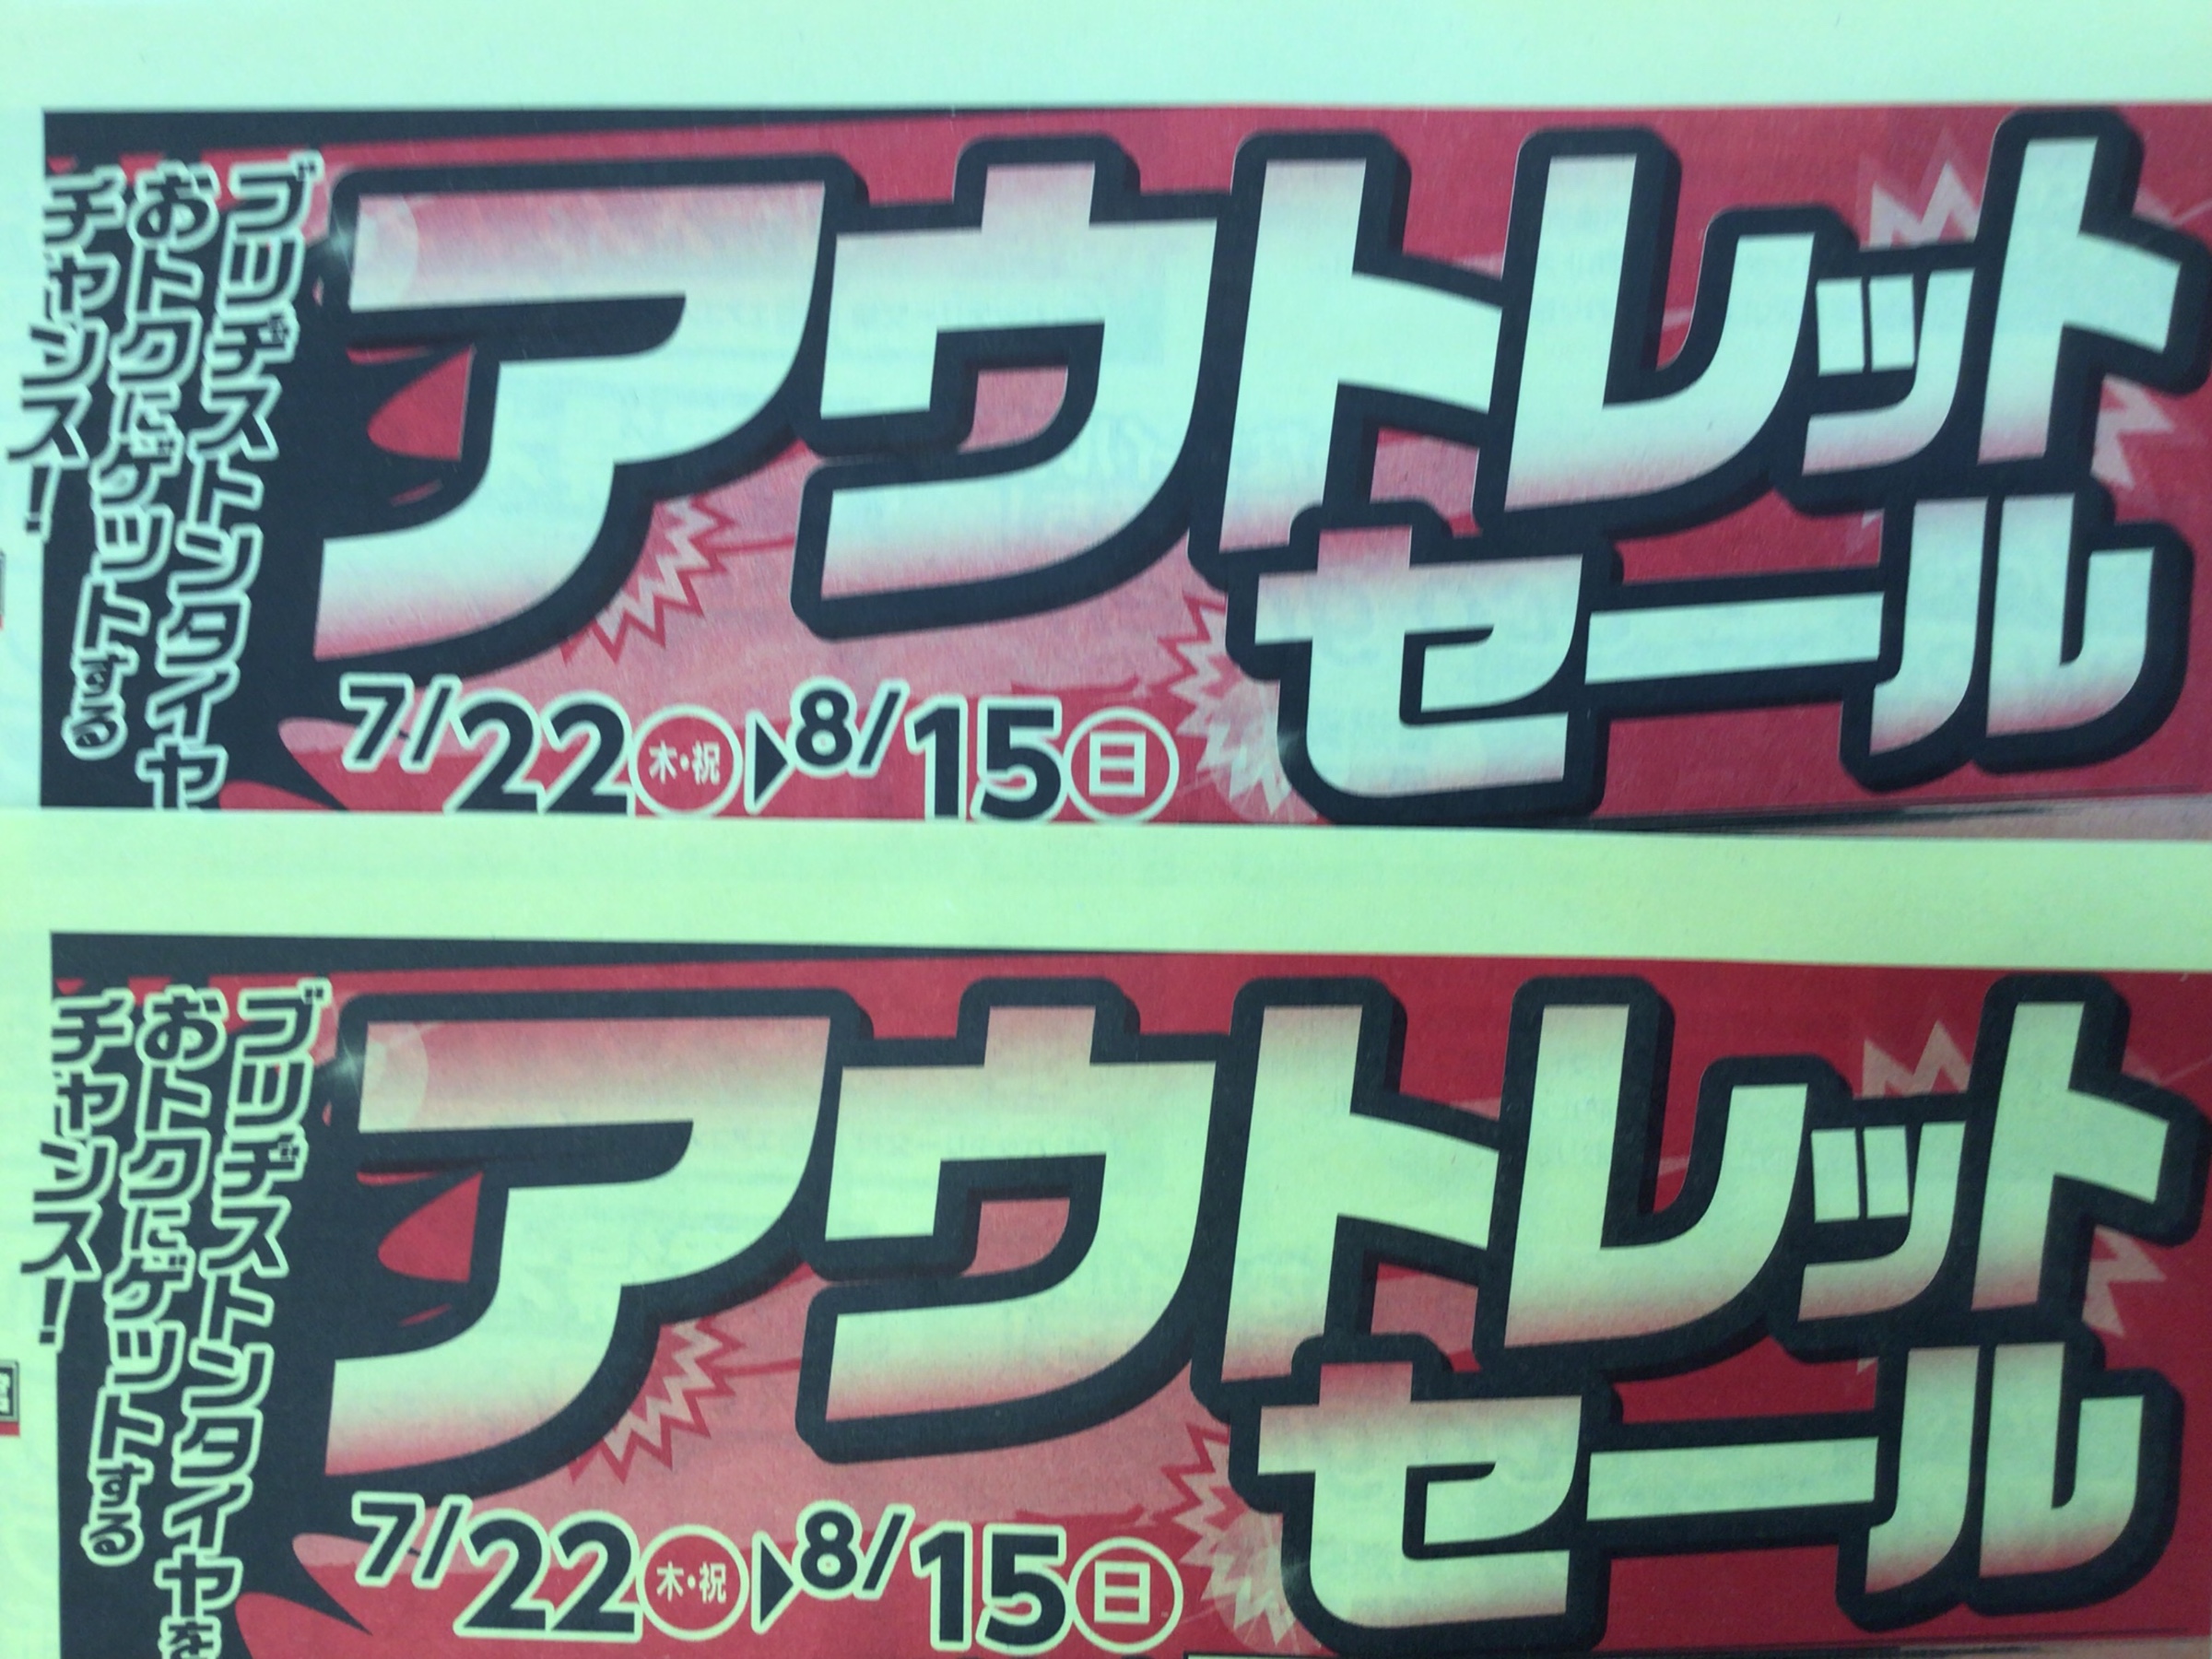 ブリヂストンタイヤ
おトクにゲットする
チャンス!
アウトレット
セール
7/22木・祝▶8/15日
ブリヂストンタイヤを
おトクにゲットする
チャンス!
アウトレット
セール
7/22木・祝▶8/15日